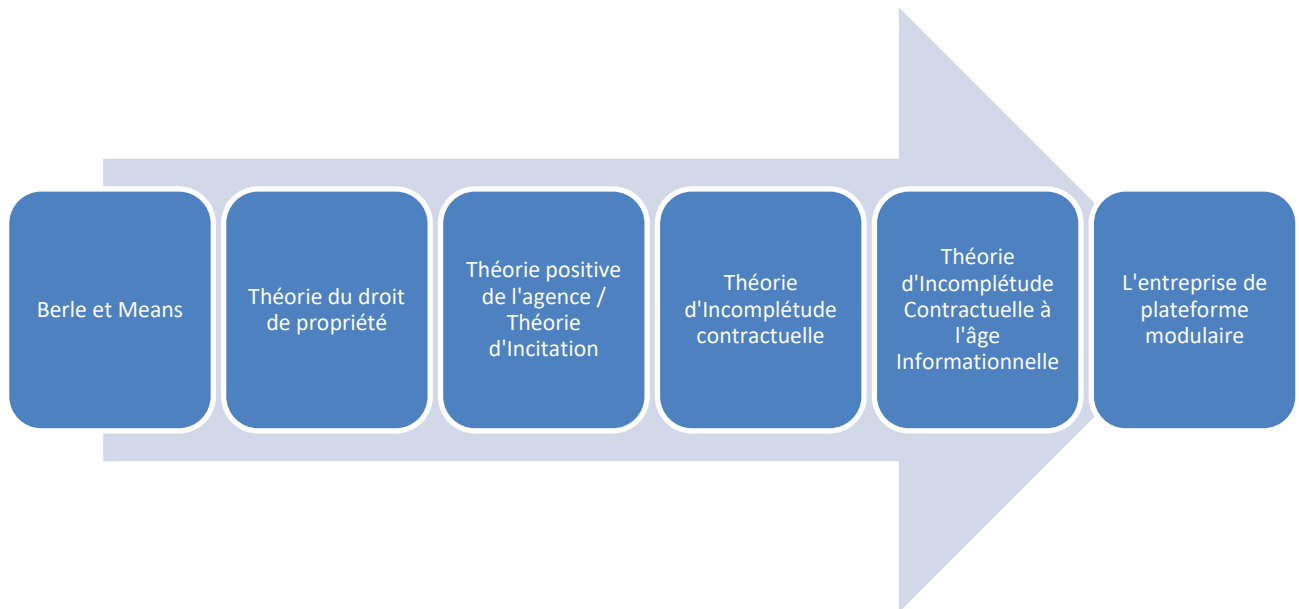 Berle et Means
Théorie du droit
de propriété
Théorie positive
de l'agence /
Théorie
d'Incitation
Théorie
d'Incomplétude
contractuelle
Théorie
d'Incomplétude
Contractuelle à
l'âge
Informationnelle
L'entreprise de
plateforme
modulaire